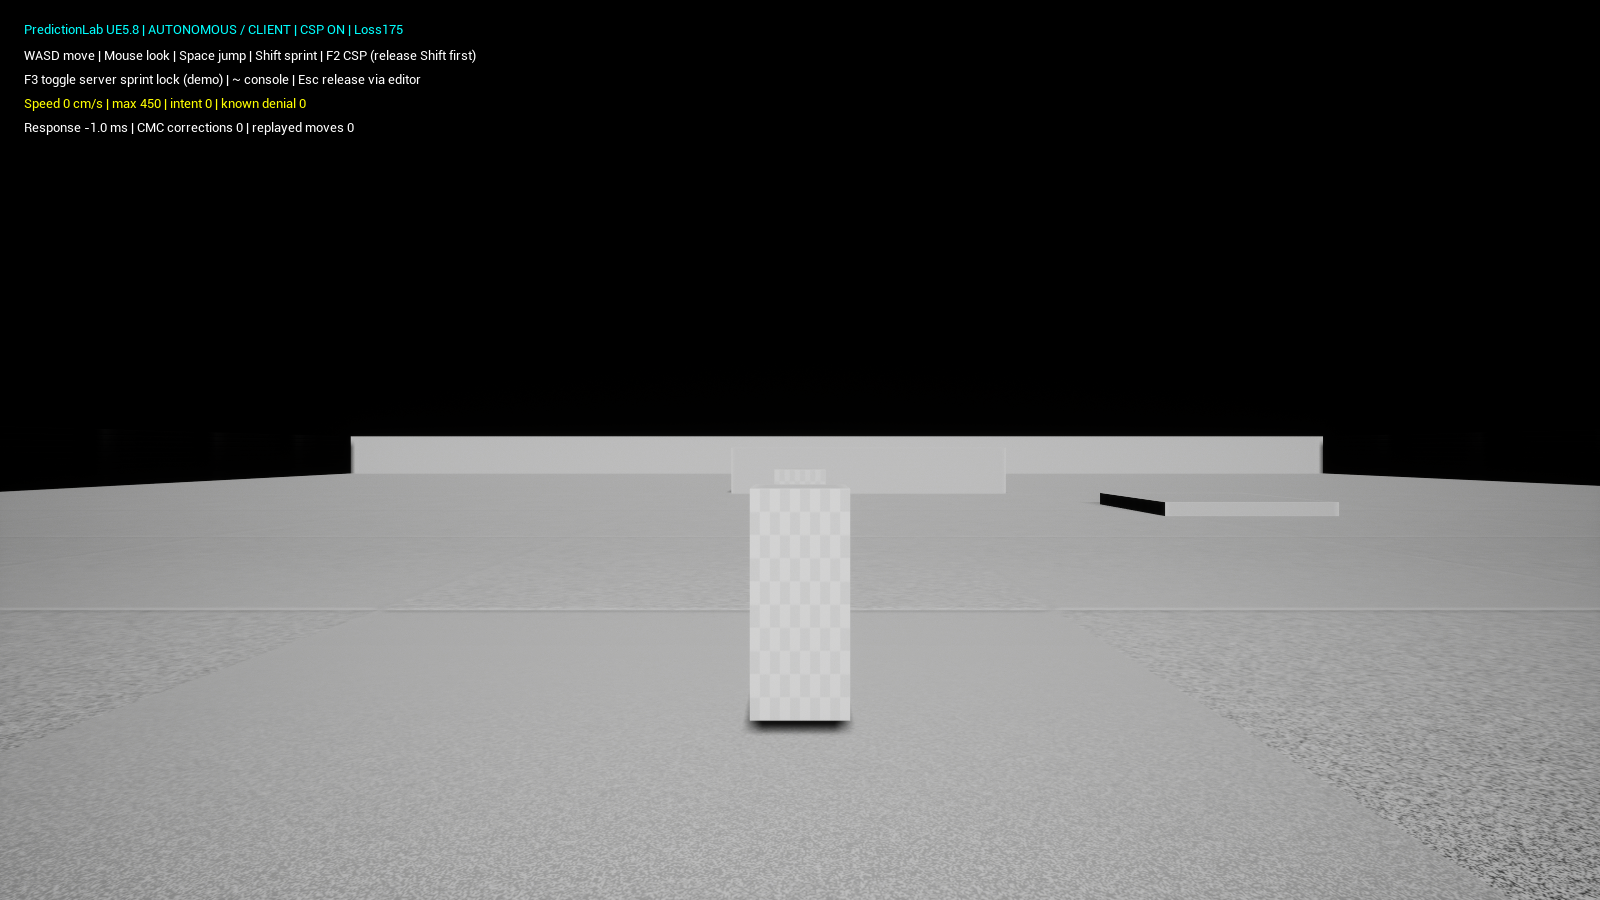 PredictionLab UE5.8 | AUTONOMOUS / CLIENT | CSP ON | Loss175
WASD move | Mouse look | Space jump | Shift sprint | F2 CSP (release Shift first)
F3 toggle server sprint lock (demo) | ~ console | Esc release via editor
Speed 0 cm/s | max 450 | intent 0 | known denial 0
Response -1.0 ms | CMC corrections 0 | replayed moves 0